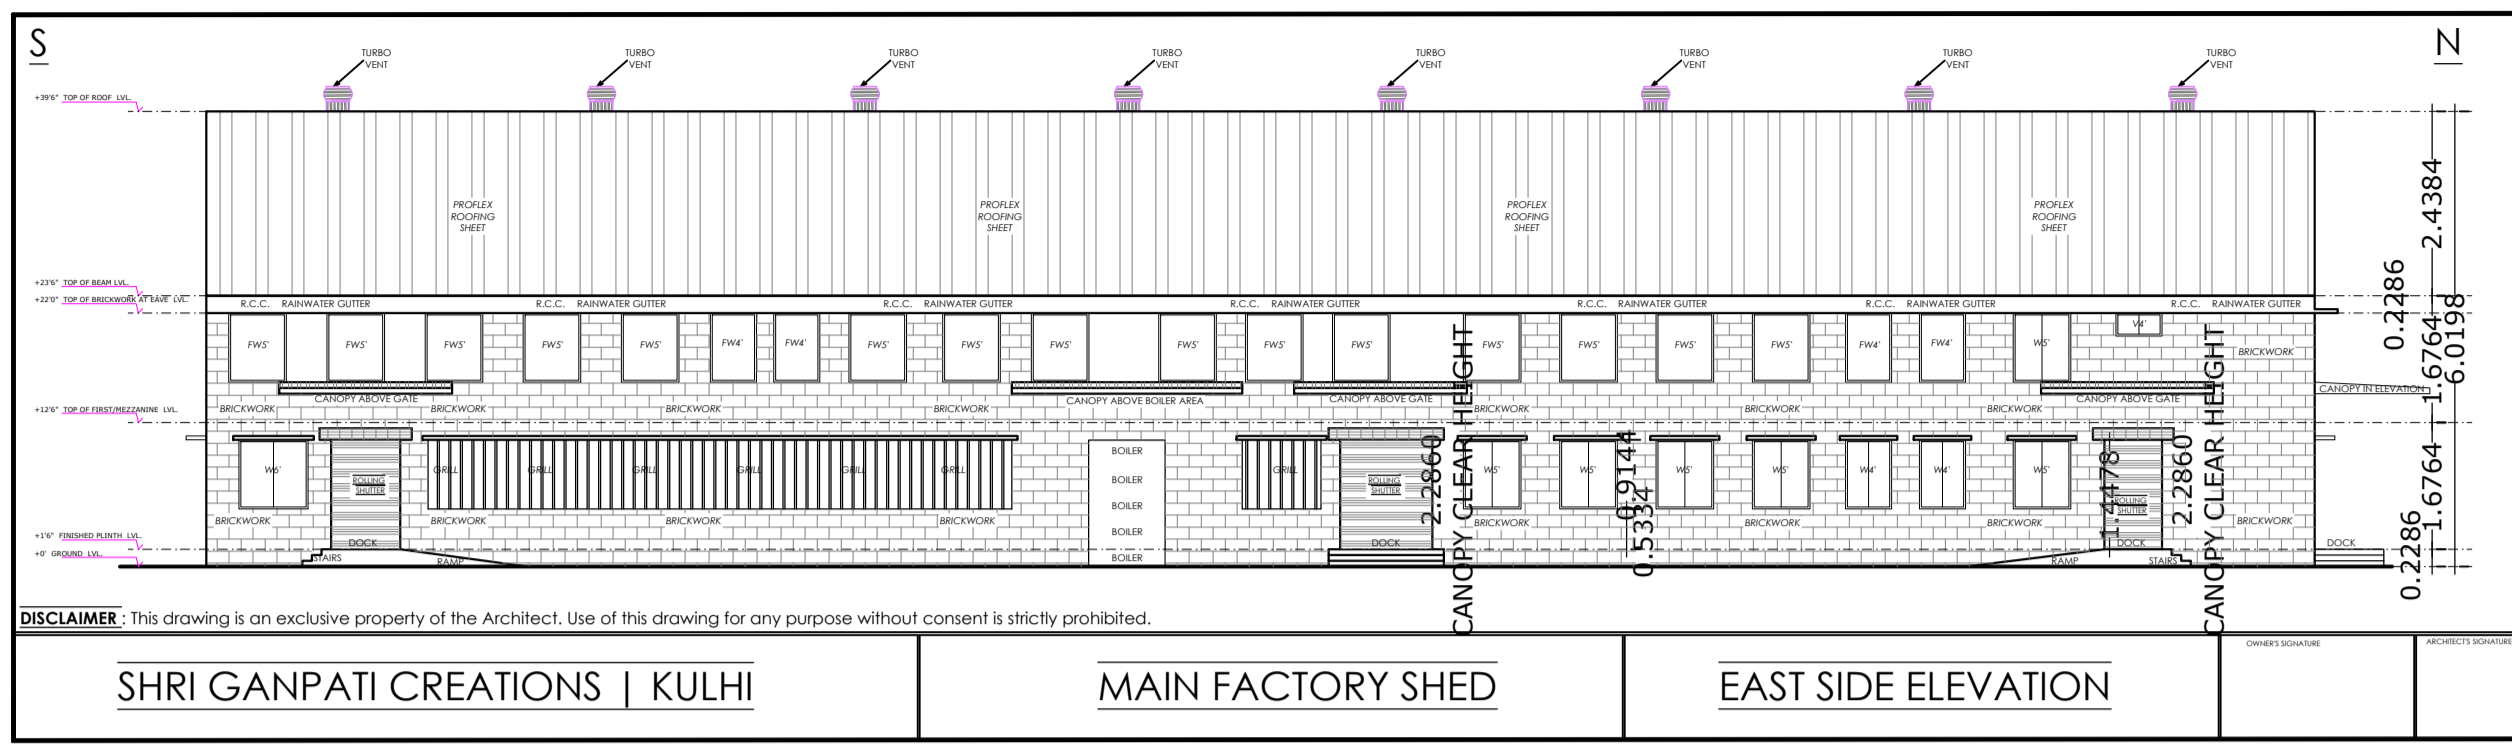 S
N
TURBO
VENT
TURBO
VENT
TURBO
VENT
TURBO
VENT
TURBO
VENT
TURBO
VENT
TURBO
VENT
TURBO
VENT
+39'6" TOP OF ROOF LVL.
PROFLEX
ROOFING
SHEET
PROFLEX
ROOFING
SHEET
PROFLEX
ROOFING
SHEET
PROFLEX
ROOFING
SHEET
2.4384
+23'6" TOP OF BEAM LVL.
+22'0" TOP OF BRICKWORK AT EAVE LVL.
R.C.C. RAINWATER GUTTER
R.C.C. RAINWATER GUTTER
R.C.C. RAINWATER GUTTER
R.C.C. RAINWATER GUTTER
R.C.C. RAINWATER GUTTER
R.C.C. RAINWATER GUTTER
R.C.C. RAINWATER GUTTER
0.2286
6.0198
1.6764
FW5' FW5' FW5' FW5' FW5' FW4' FW4' FW5' FW5' FW5' FW5' FW5' FW5' FW5' FW5' FW5' FW5' FW4' FW4' W5' V4'
BRICKWORK
CANOPY IN ELEVATION
CANOPY ABOVE GATE
CANOPY ABOVE BOILER AREA
CANOPY ABOVE GATE
CANOPY ABOVE GATE
+12'6" TOP OF FIRST/MEZZANINE LVL.
BRICKWORK BRICKWORK BRICKWORK BRICKWORK BRICKWORK BRICKWORK BRICKWORK
W6'
ROLLING
SHUTTER
GRILL GRILL GRILL GRILL GRILL GRILL
BOILER
BOILER
BOILER
BOILER
BOILER
GRILL
ROLLING
SHUTTER
2.2860
CANOPY CLEAR HEIGHT
W5' W5' W5' W5' W4' W4' W5'
0.9144
0.5334
1.4478
ROLLING
SHUTTER
2.2860
CANOPY CLEAR HEIGHT
1.6764
0.2286
BRICKWORK BRICKWORK BRICKWORK BRICKWORK BRICKWORK BRICKWORK BRICKWORK BRICKWORK
+1'6" FINISHED PLINTH LVL.
+0' GROUND LVL.
DOCK
STAIRS
RAMP
DOCK
DOCK
RAMP
STAIRS
DOCK
DISCLAIMER : This drawing is an exclusive property of the Architect. Use of this drawing for any purpose without consent is strictly prohibited.
SHRI GANPATI CREATIONS | KULHI
MAIN FACTORY SHED
EAST SIDE ELEVATION
OWNER'S SIGNATURE
ARCHITECT'S SIGNATURE